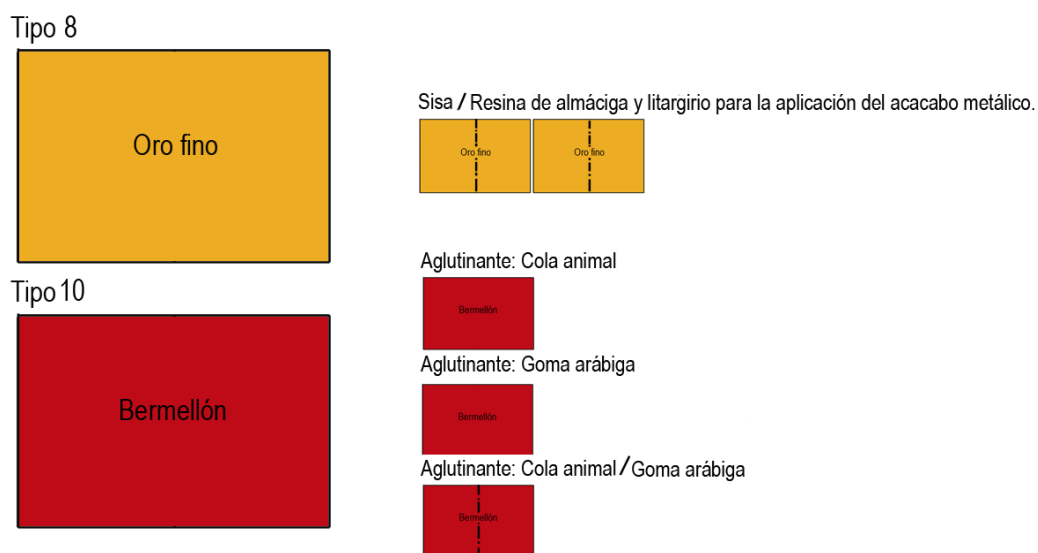 Tipo 8
Oro fino
Sisa / Resina de almáciga y litargirio para la aplicación del acacabo metálico.
Oro fino
Oro fino
Tipo 10
Bermellón
Aglutinante: Cola animal
Bermellón
Aglutinante: Goma arábiga
Bermellón
Aglutinante: Cola animal / Goma arábiga
Bermellón